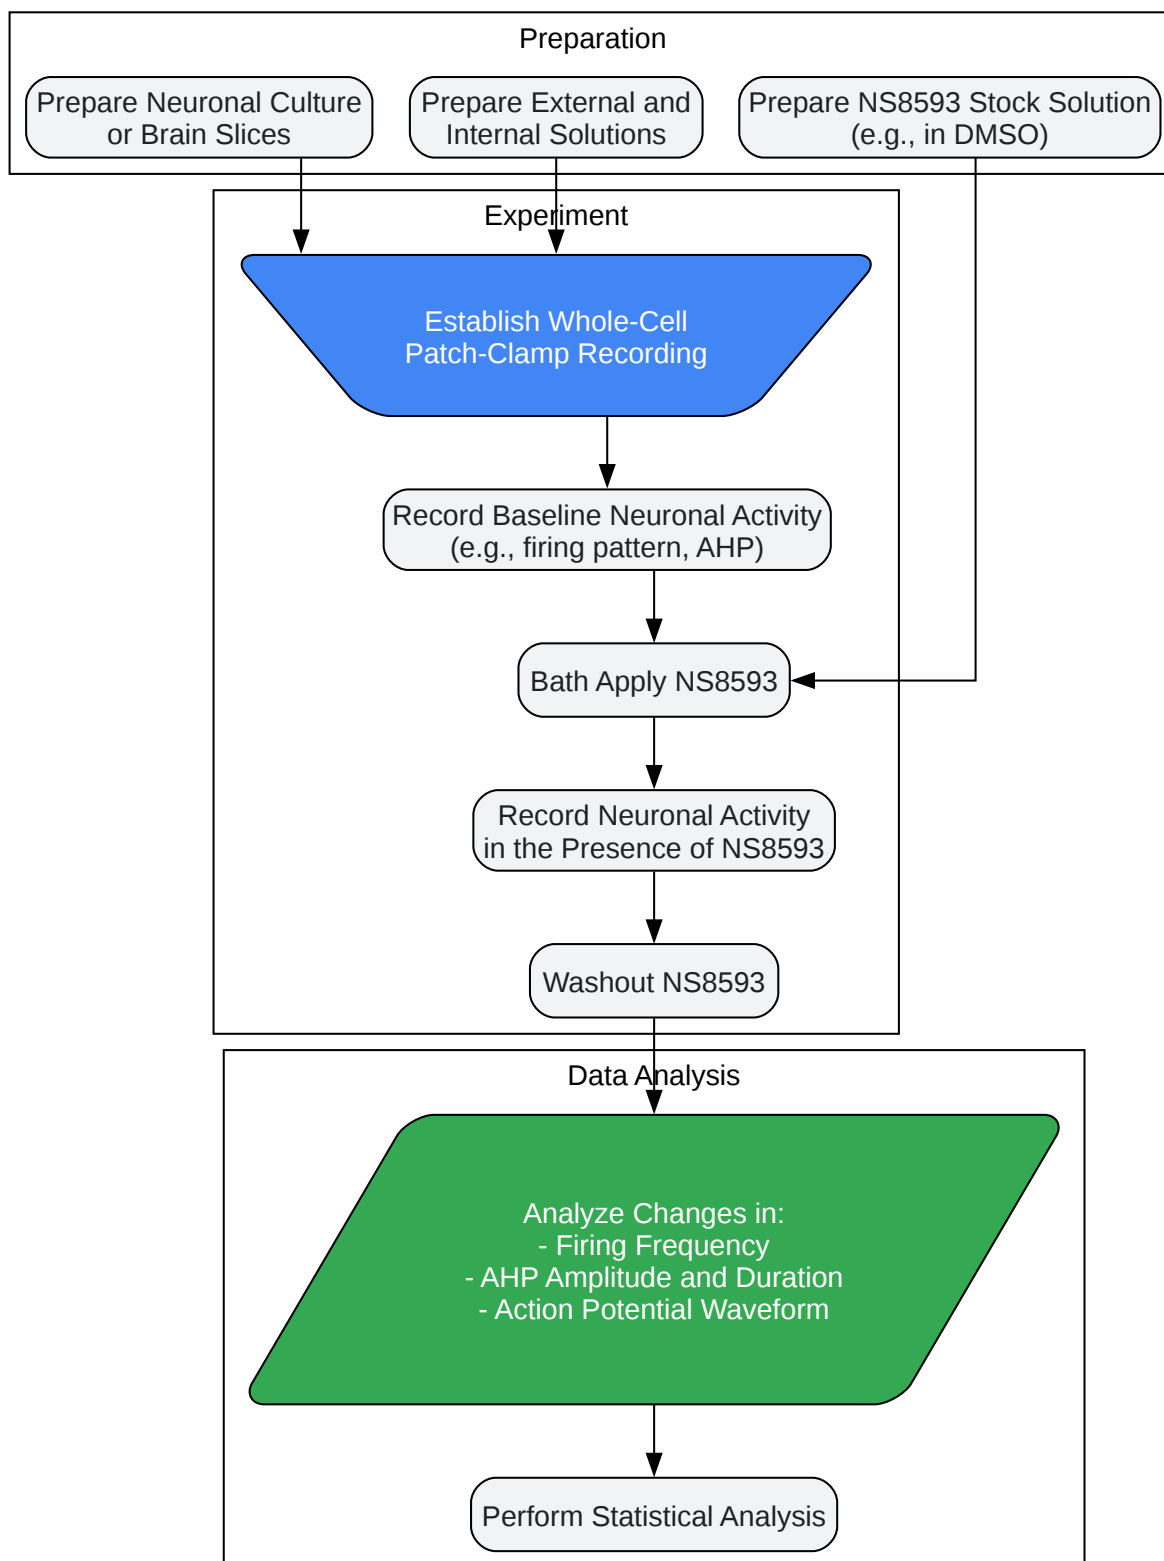 Preparation
Prepare Neuronal Culture
or Brain Slices
Prepare External and
Internal Solutions
Prepare NS8593 Stock Solution
(e.g., in DMSO)
Experiment
Establish Whole-Cell
Patch-Clamp Recording
Record Baseline Neuronal Activity
(e.g., firing pattern, AHP)
Bath Apply NS8593
Record Neuronal Activity
in the Presence of NS8593
Washout NS8593
Data Analysis
Analyze Changes in:
- Firing Frequency
- AHP Amplitude and Duration
- Action Potential Waveform
Perform Statistical Analysis